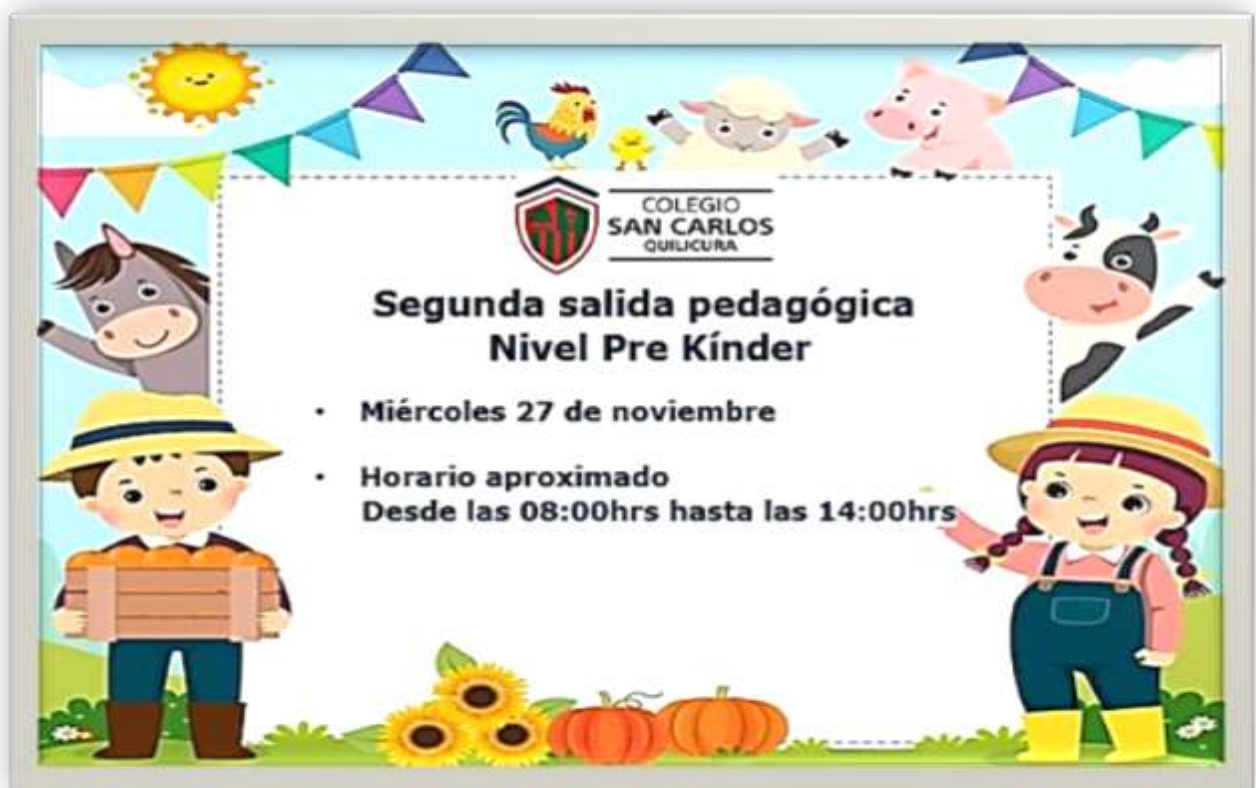 COLEGIO
SAN CARLOS
QUILICURA
Segunda salida pedagógica
Nivel Pre Kínder
• Miércoles 27 de noviembre
• Horario aproximado
Desde las 08:00hrs hasta las 14:00hrs